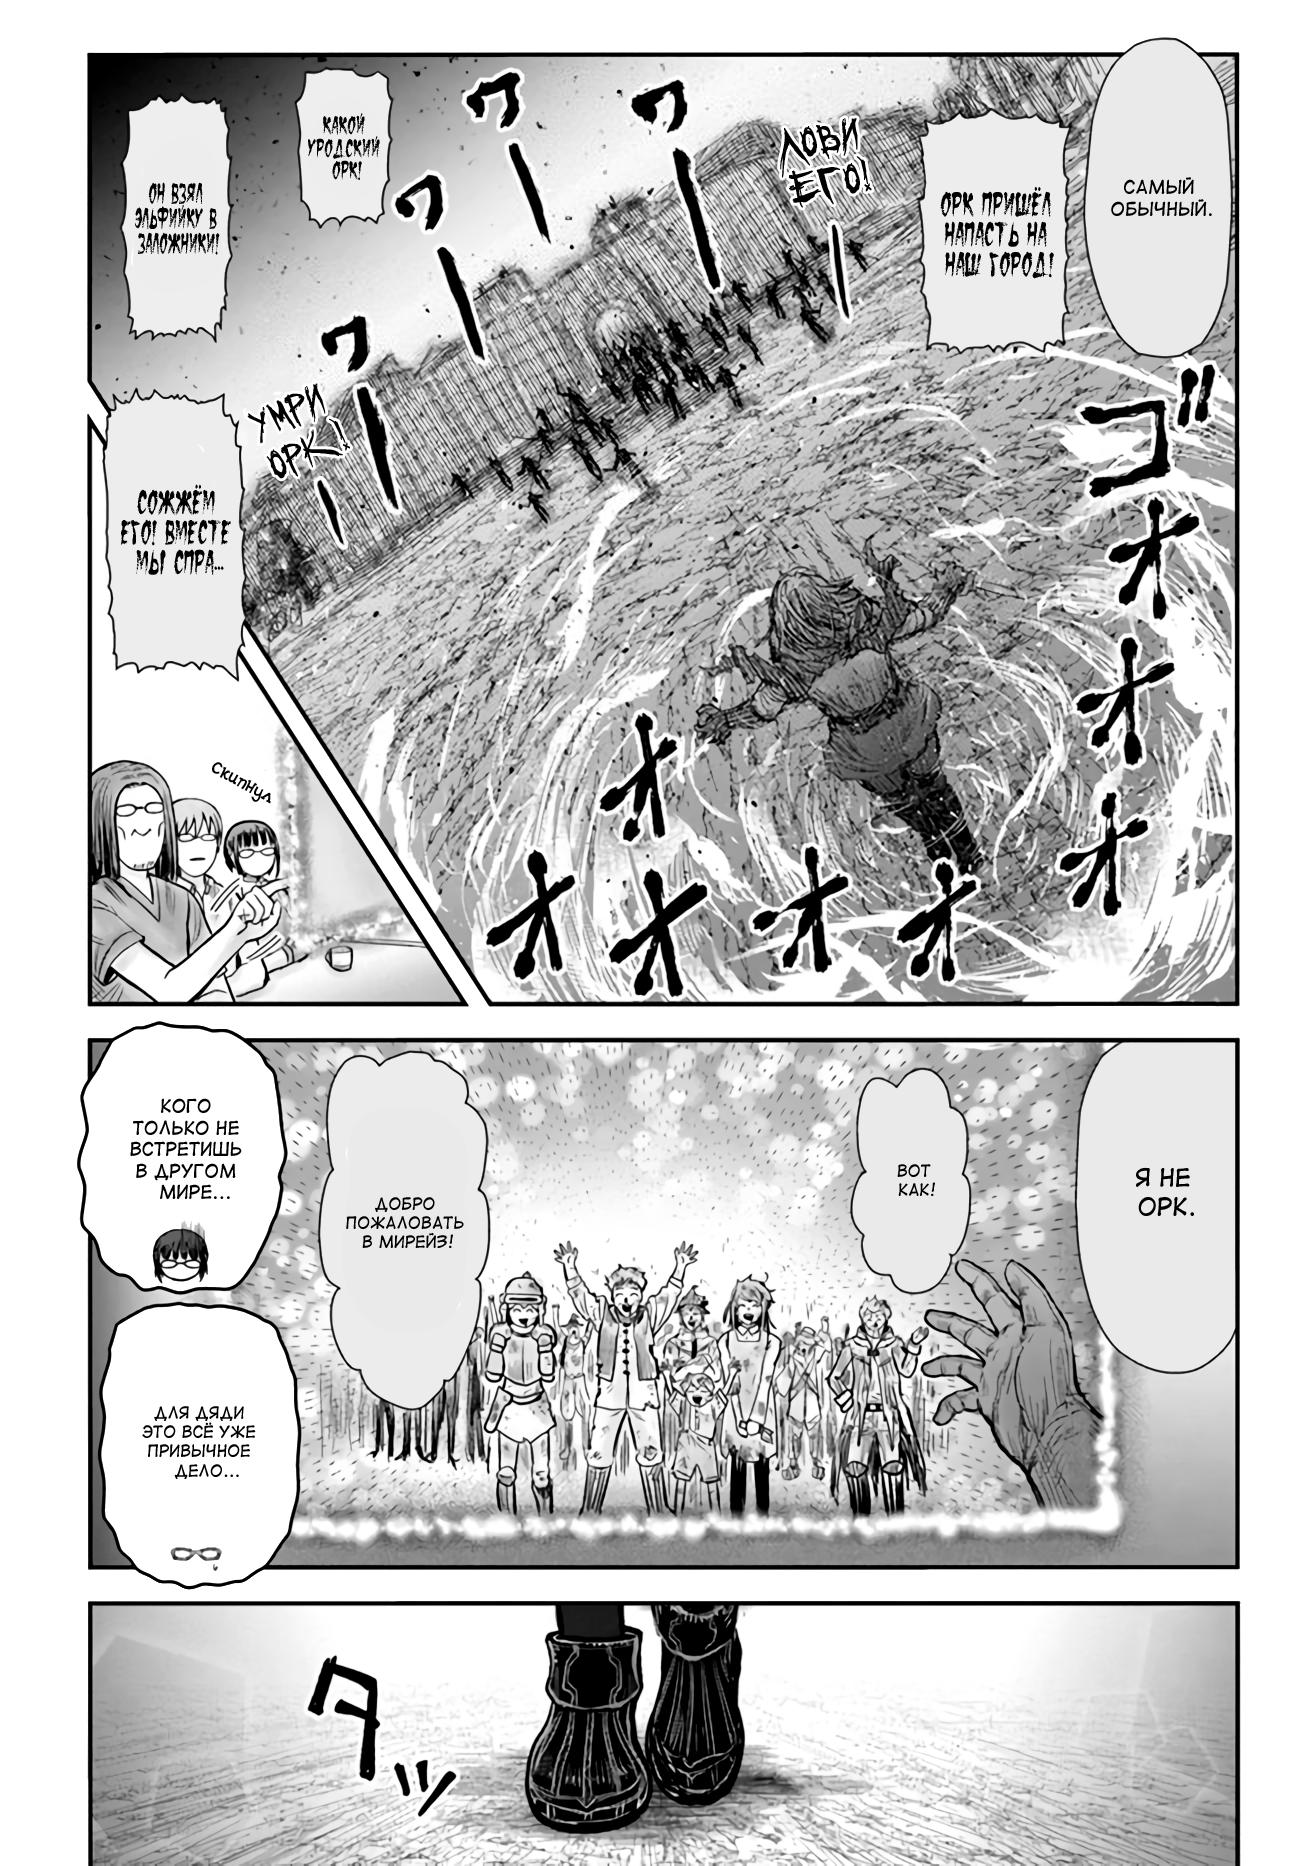 САМЫЙ
ОБЫЧНЫЙ.
ОРК ПРИШЁЛ
НАПАСТЬ НА
НАШ ГОРОД!
ЛОВИ
ЕГО!
КАКОЙ
УРОДСКИЙ
ОРК!
ОН ВЗЯЛ
ЭЛЬФИЙКУ В
ЗАЛОЖНИКИ!
УМРИ
ОРК!
ワー
ワー
ワー
ワー
ゴオオオオオオオオ
СОЖЖЁМ
ЕГО! ВМЕСТЕ
МЫ СПРА...
Скипнул
Я НЕ
ОРК.
ВОТ
КАК!
ДОБРО
ПОЖАЛОВАТЬ
В МИРЕЙЗ!
КОГО
ТОЛЬКО НЕ
ВСТРЕТИШЬ
В ДРУГОМ
МИРЕ...
ДЛЯ ДЯДИ
ЭТО ВСЁ УЖЕ
ПРИВЫЧНОЕ
ДЕЛО...
タッ